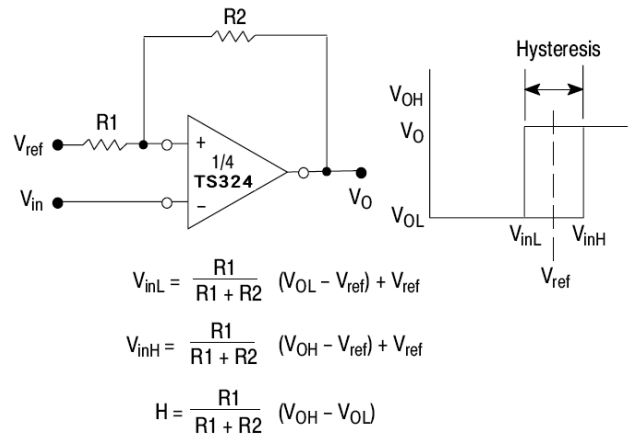 R2
Hysteresis
R1
VOH
Vref
+
1/4
TS324
VO
Vin
−
VO
VOL
VinL VinH
Vref
VinL = R1 / R1 + R2 (VOL – Vref) + Vref
VinH = R1 / R1 + R2 (VOH – Vref) + Vref
H = R1 / R1 + R2 (VOH – VOL)